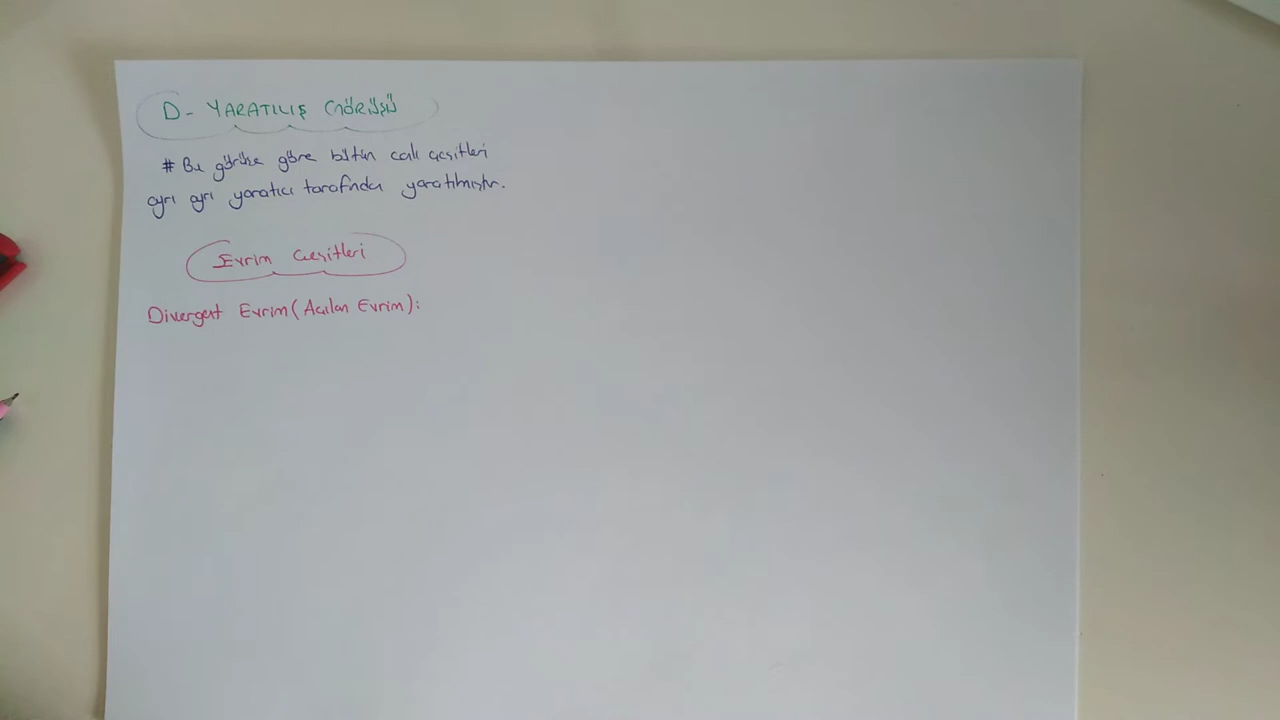 D- YARATILIŞ GÖRÜŞÜ
# Bu görüşe göre bütün canlı çeşitleri
ayrı ayrı yaratıcı tarafından yaratılmıştır.
Evrim Çeşitleri
Divergent Evrim (Açılan Evrim):